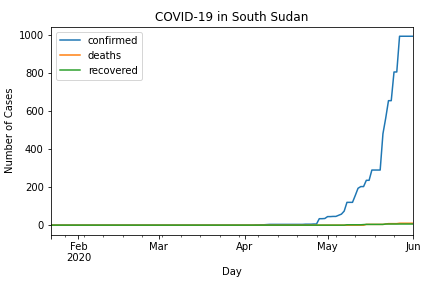 COVID-19 in South Sudan
confirmed
deaths
recovered
1000
800
600
400
200
0
Number of Cases
Feb
2020
Mar
Apr
May
Jun
Day